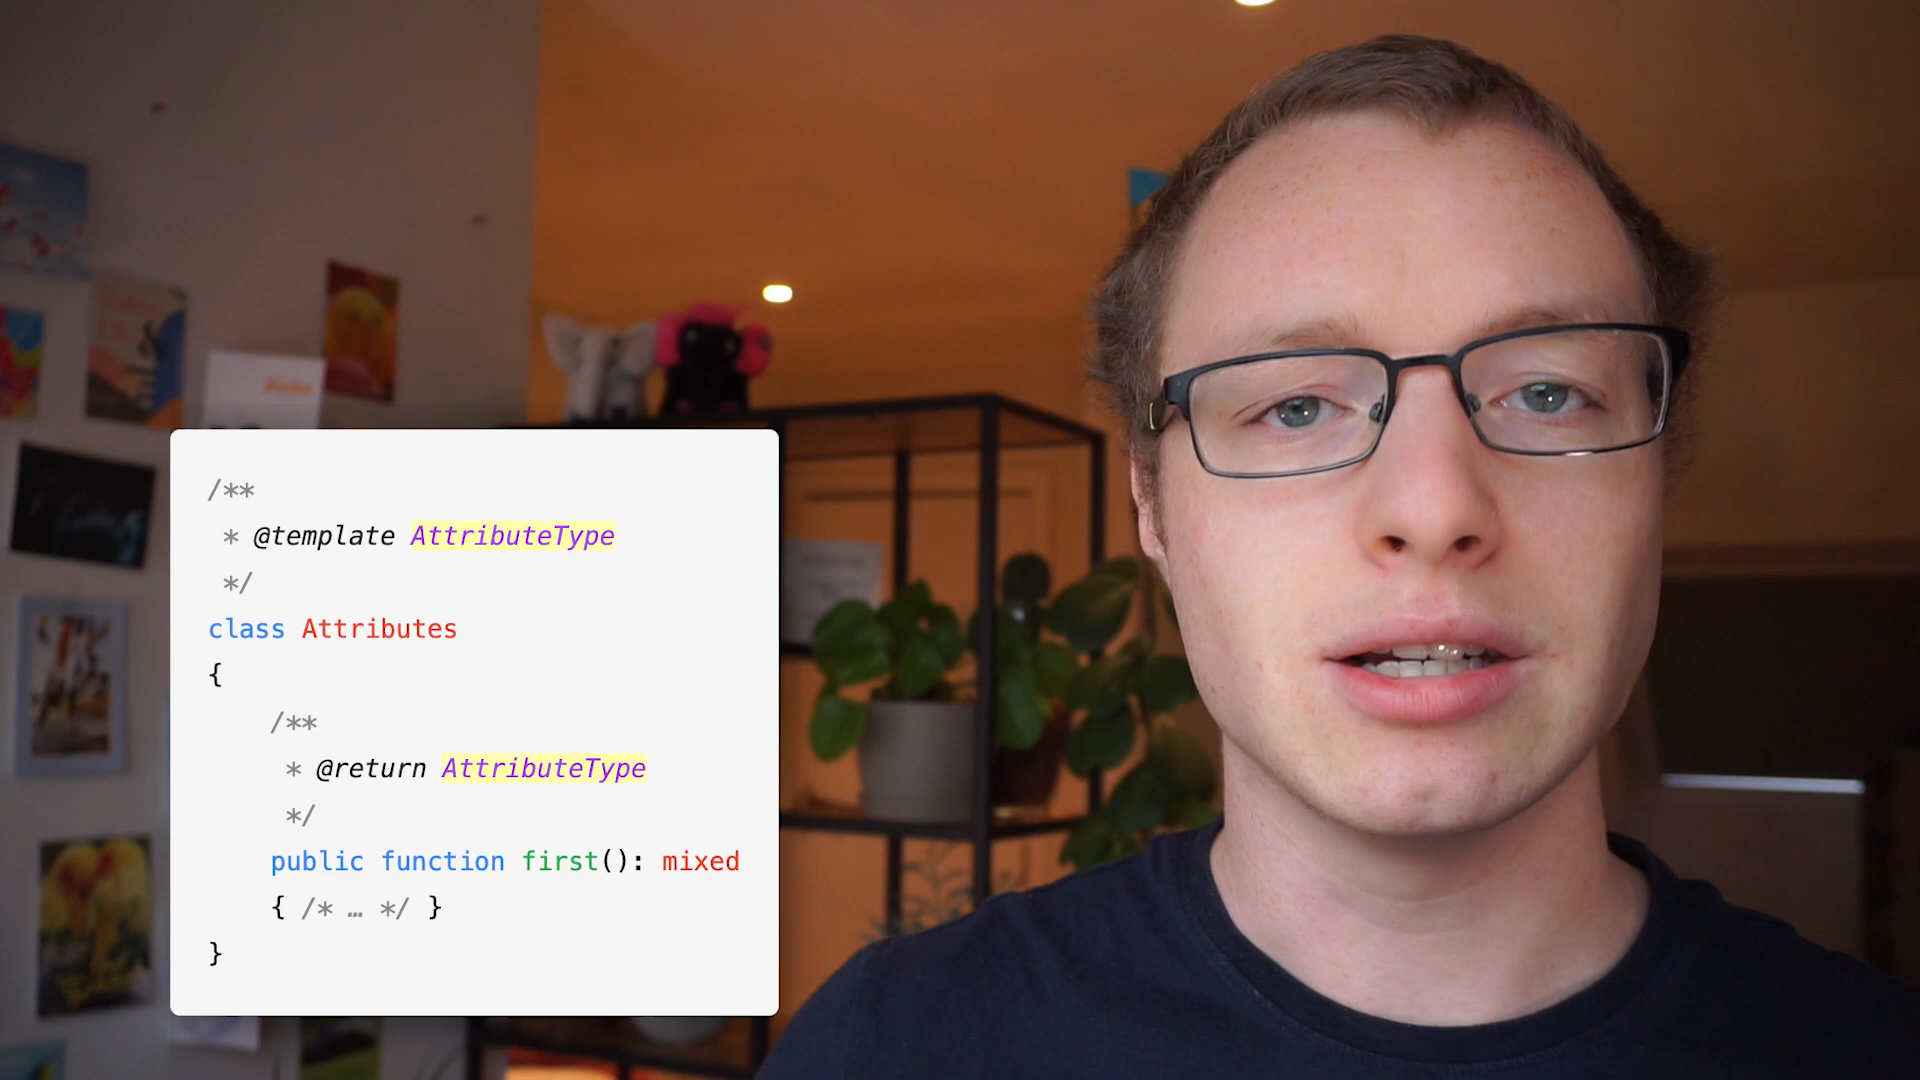 /**
 * @template AttributeType
 */
class Attributes
{
    /**
     * @return AttributeType
     */
    public function first(): mixed
    { /* … */ }
}